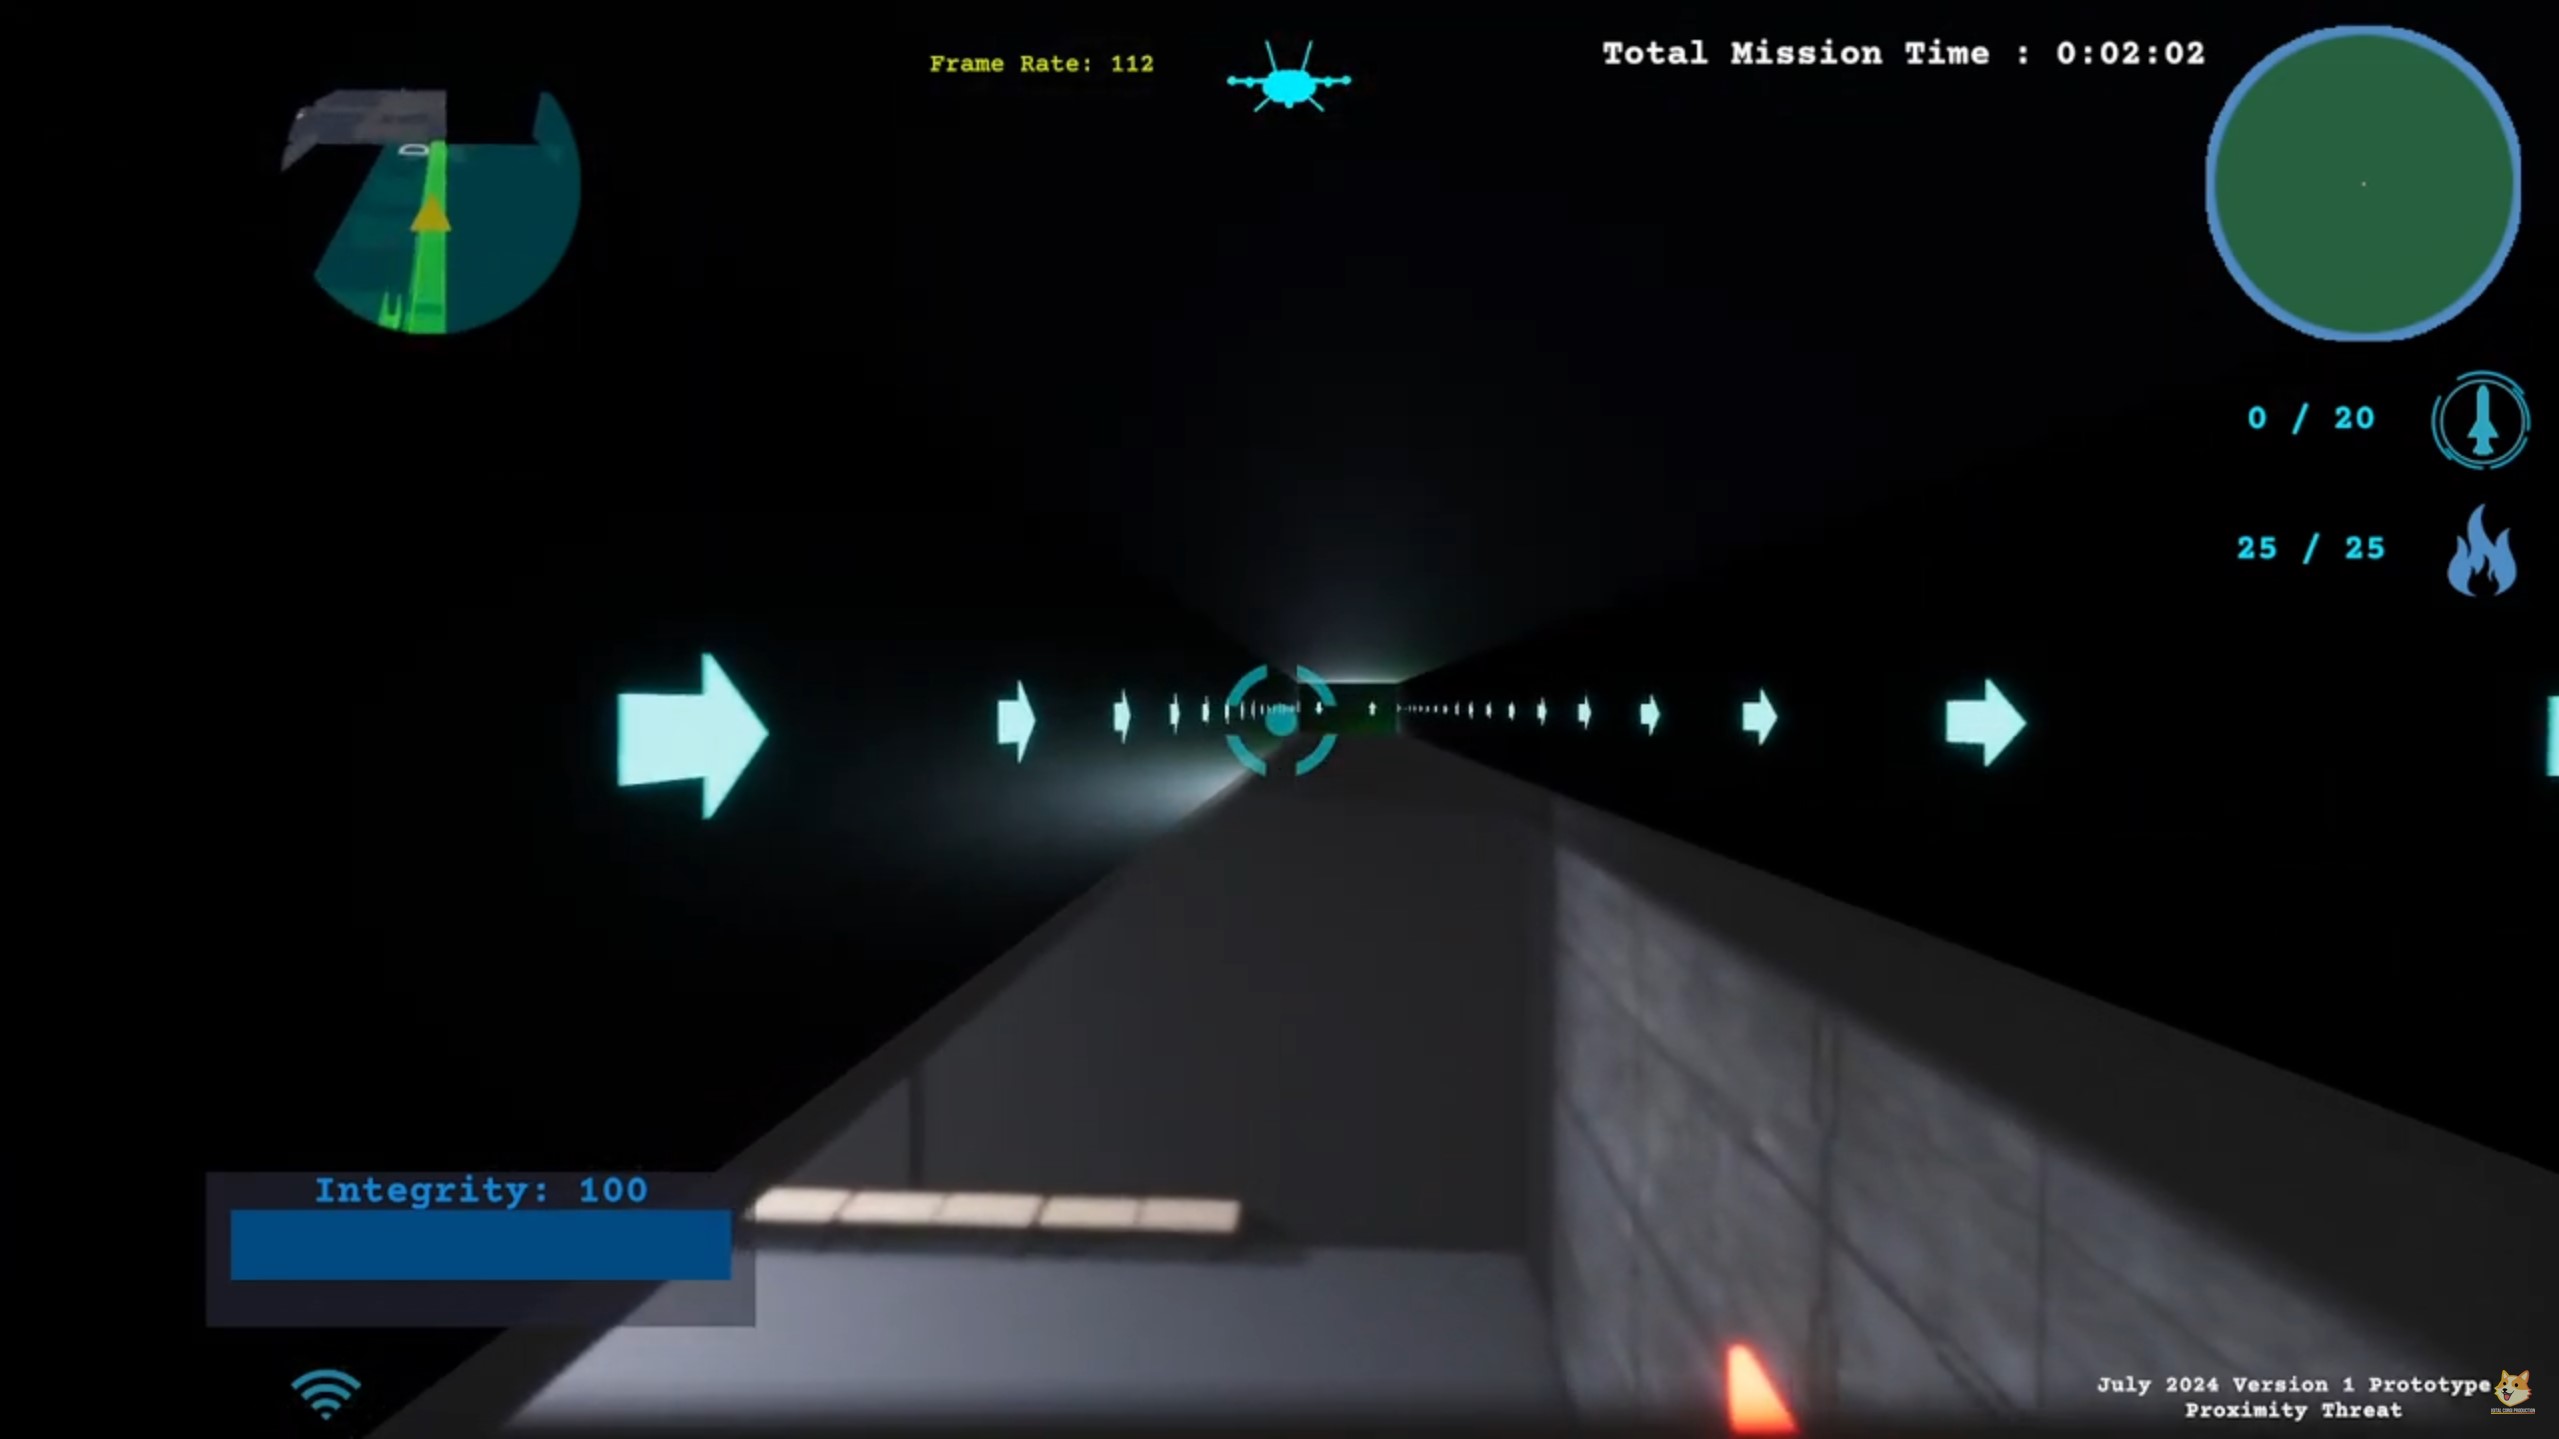 Frame Rate: 112
Total Mission Time : 0:02:02
D
0 / 20
25 / 25
Integrity: 100
July 2024 Version 1 Prototype
Proximity Threat